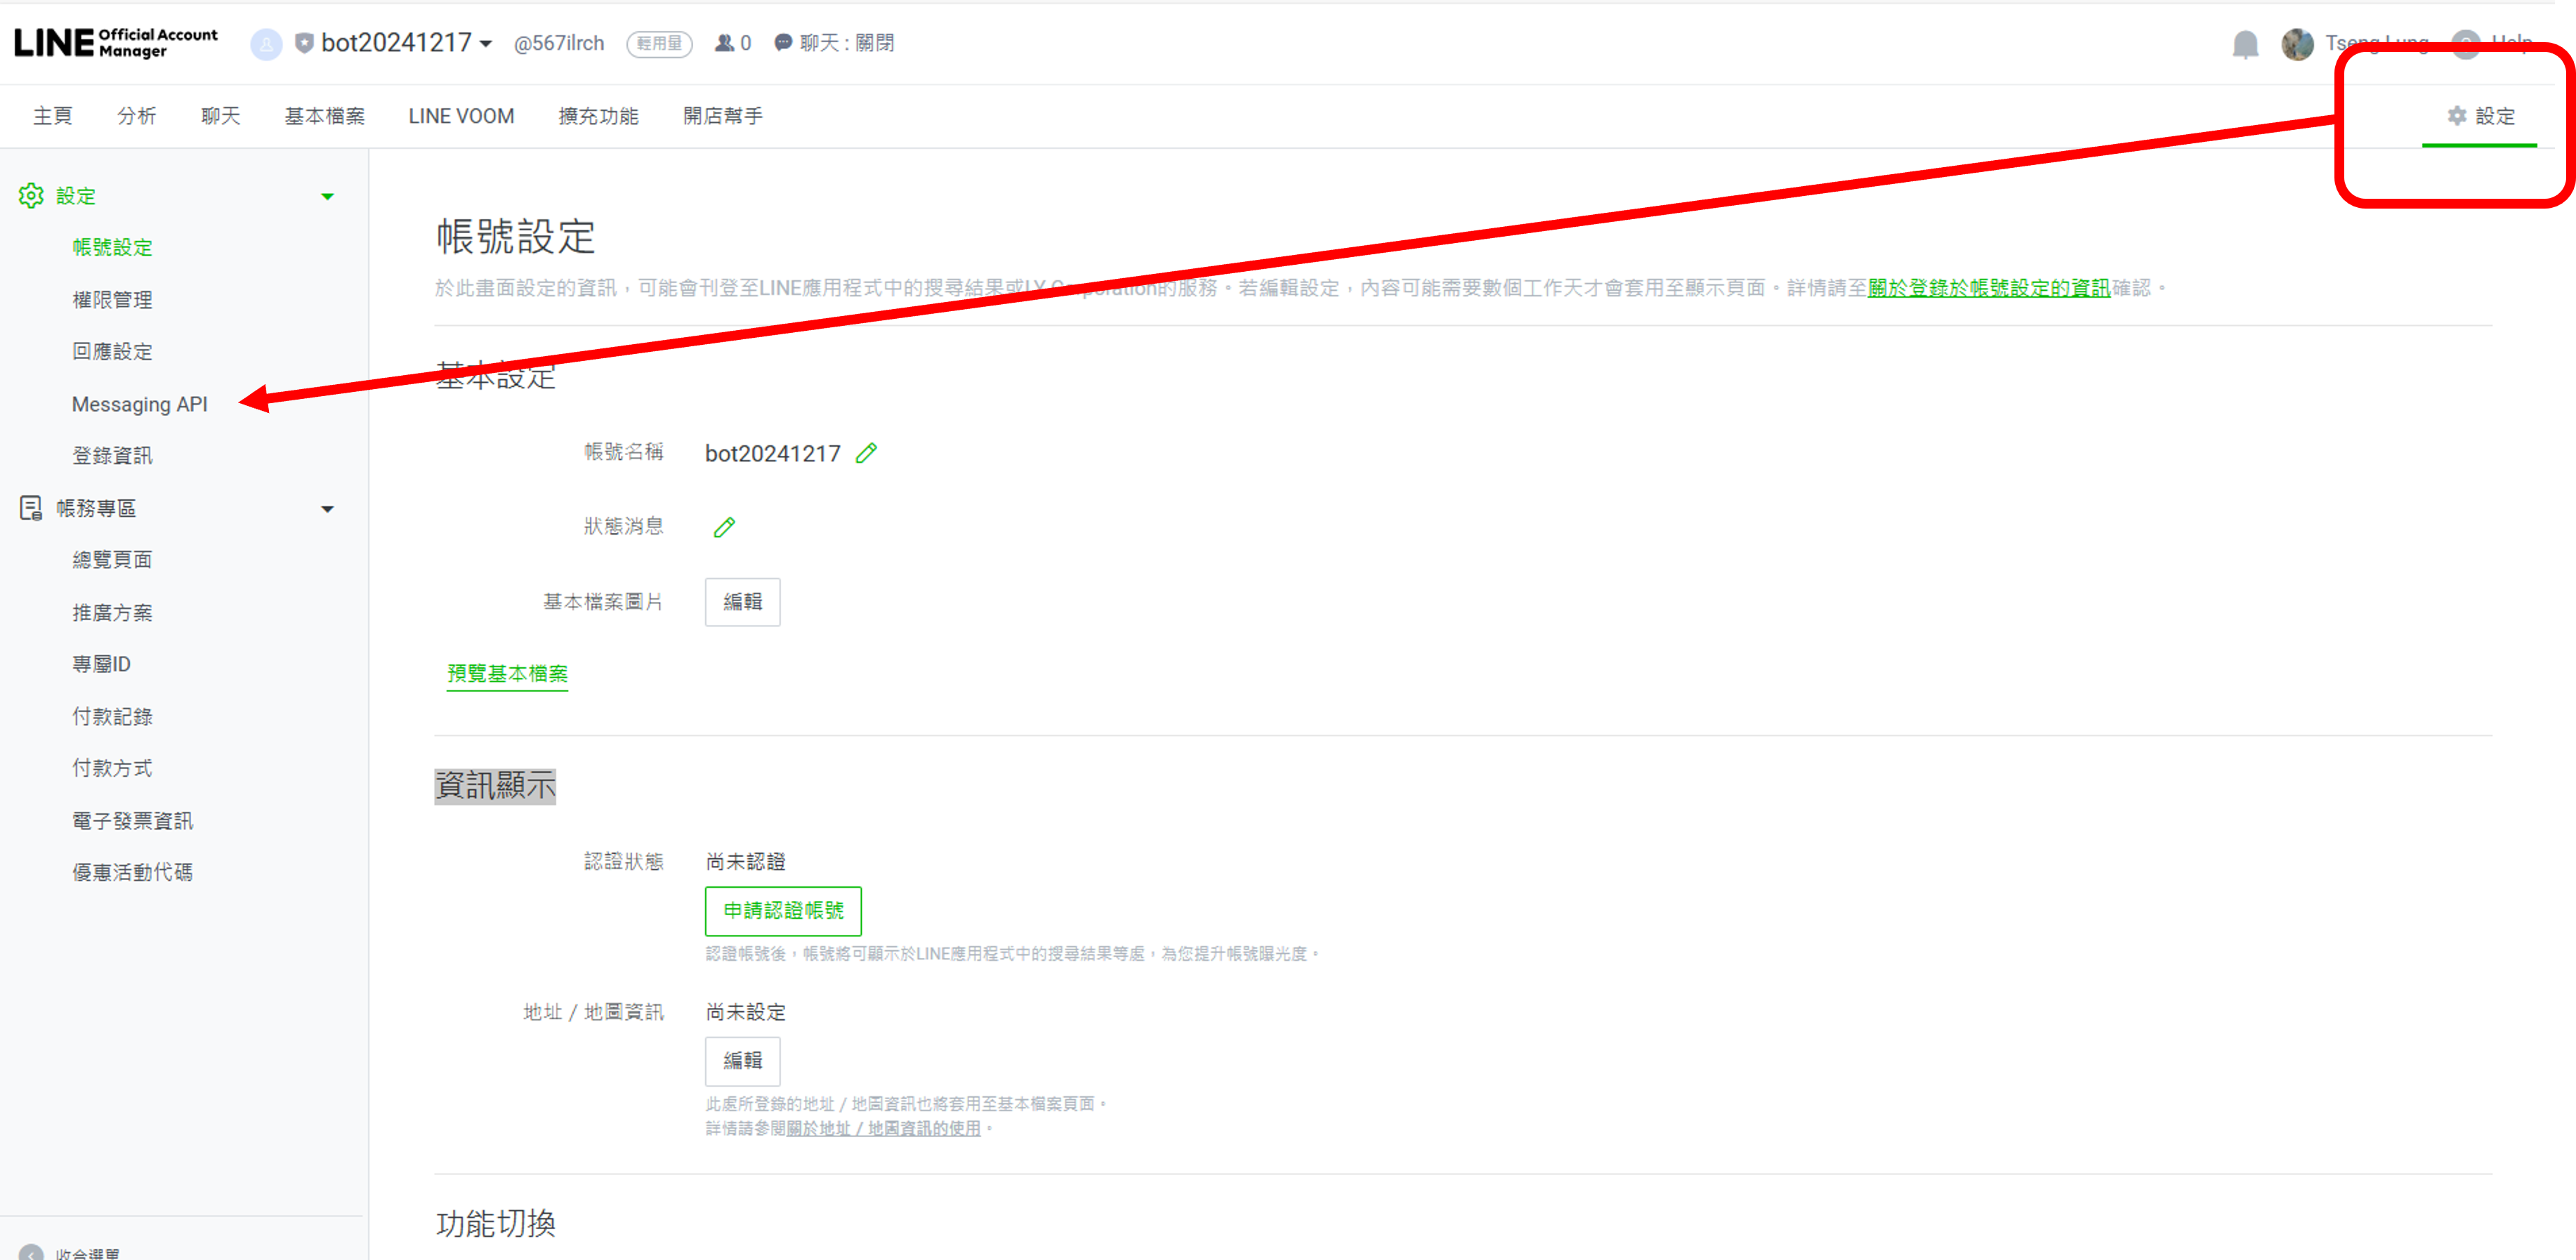 LINE Official Account Manager
bot20241217
@567ilrch
輕用量
0
聊天 : 關閉
Tseng Lung
Help
主頁
分析
聊天
基本檔案
LINE VOOM
擴充功能
開店幫手
設定
設定
帳號設定
權限管理
回應設定
Messaging API
登錄資訊
帳務專區
總覽頁面
推廣方案
專屬ID
付款記錄
付款方式
電子發票資訊
優惠活動代碼
收合選單
帳號設定
於此畫面設定的資訊，可能會刊登至LINE應用程式中的搜尋結果或LY Corporation的服務。若編輯設定，內容可能需要數個工作天才會套用至顯示頁面。詳情請至關於登錄於帳號設定的資訊確認。
基本設定
帳號名稱
bot20241217
狀態消息
基本檔案圖片
編輯
預覽基本檔案
資訊顯示
認證狀態
尚未認證
申請認證帳號
認證帳號後，帳號將可顯示於LINE應用程式中的搜尋結果等處，為您提升帳號曝光度。
地址 / 地圖資訊
尚未設定
編輯
此處所登錄的地址 / 地圖資訊也將套用至基本檔案頁面。
詳情請參閱關於地址 / 地圖資訊的使用。
功能切換